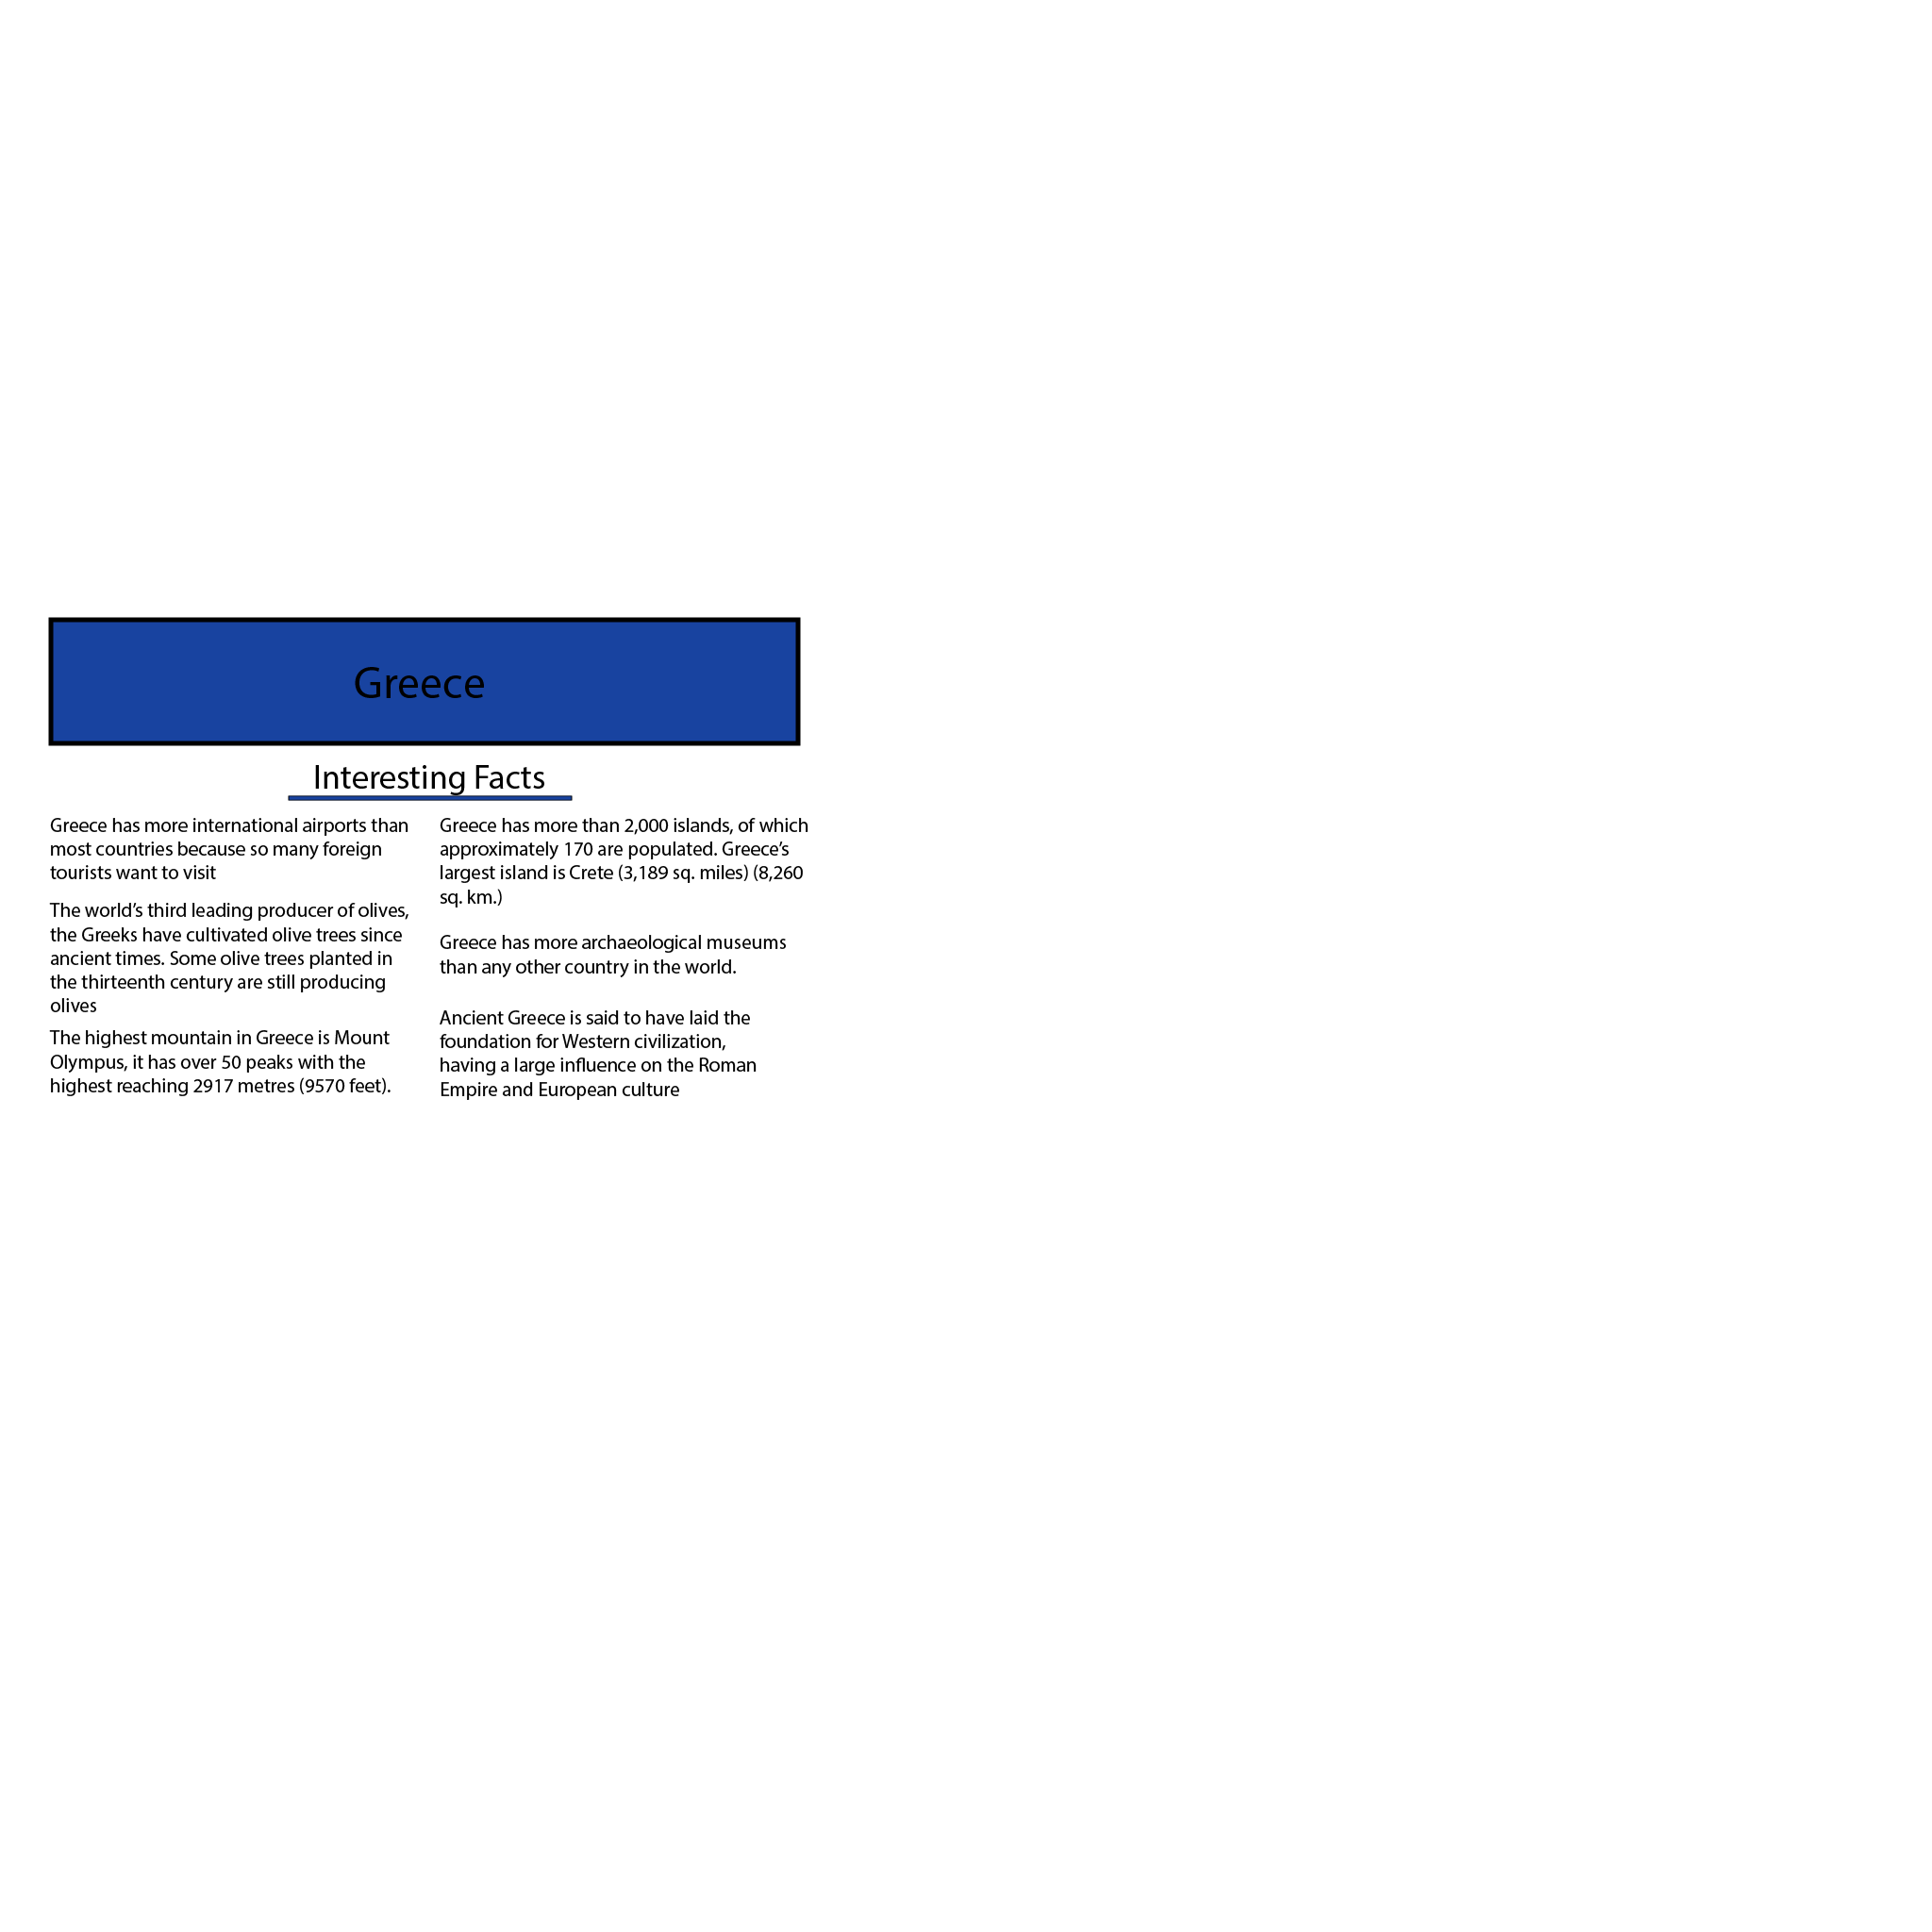 Greece
Interesting Facts
Greece has more international airports than
most countries because so many foreign
tourists want to visit
The world’s third leading producer of olives,
the Greeks have cultivated olive trees since
ancient times. Some olive trees planted in
the thirteenth century are still producing
olives
The highest mountain in Greece is Mount
Olympus, it has over 50 peaks with the
highest reaching 2917 metres (9570 feet).
Greece has more than 2,000 islands, of which
approximately 170 are populated. Greece’s
largest island is Crete (3,189 sq. miles) (8,260
sq. km.)
Greece has more archaeological museums
than any other country in the world.
Ancient Greece is said to have laid the
foundation for Western civilization,
having a large influence on the Roman
Empire and European culture